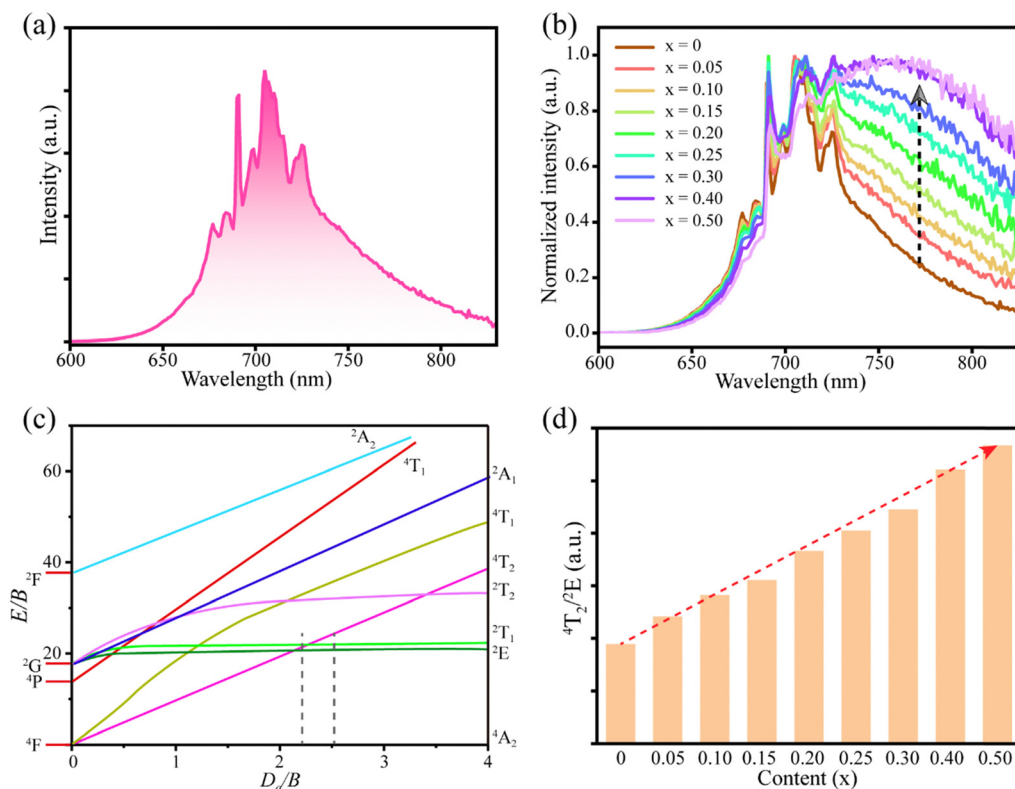 (a)
Intensity (a.u.)
600
650
700
750
800
Wavelength (nm)
(b)
Normalized intensity (a.u.)
1.0
0.8
0.6
0.4
0.2
0.0
x = 0
x = 0.05
x = 0.10
x = 0.15
x = 0.20
x = 0.25
x = 0.30
x = 0.40
x = 0.50
600
650
700
750
800
Wavelength (nm)
(c)
E/B
60
40
20
²F
²G
⁴P
⁴F
²A₂
⁴T₁
²A₁
⁴T₁
⁴T₂
²T₂
²T₁
²E
⁴A₂
0
1
2
3
4
D_q/B
(d)
⁴T₂/²E (a.u.)
0
0.05
0.10
0.15
0.20
0.25
0.30
0.40
0.50
Content (x)